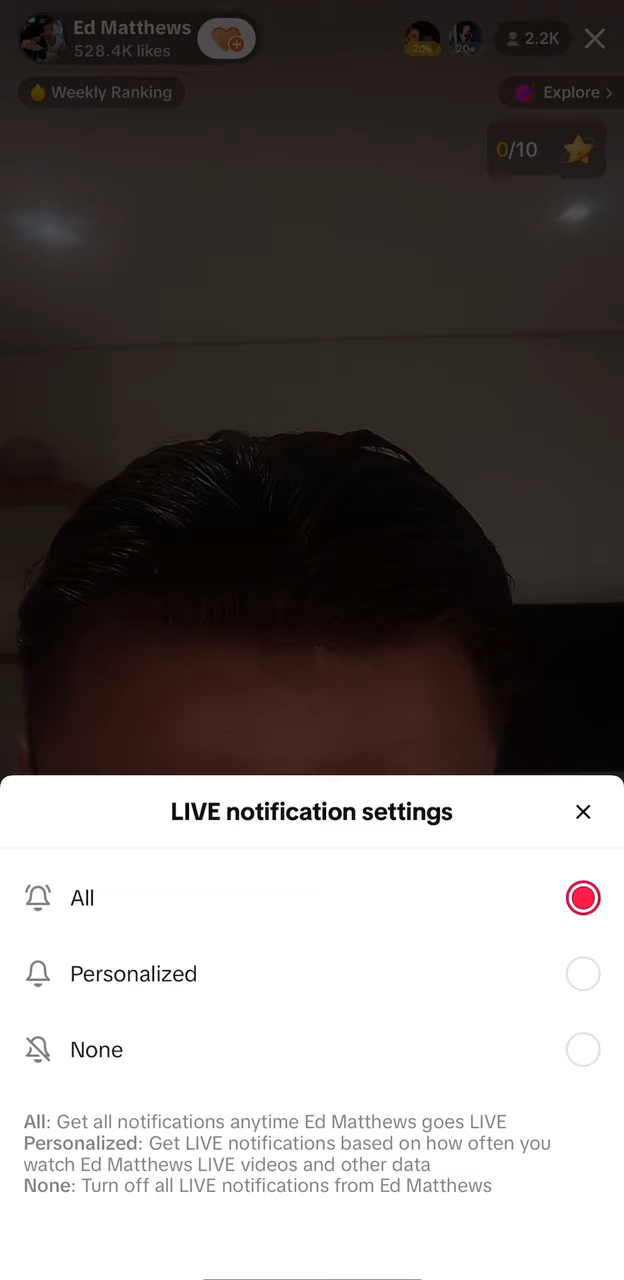 Ed Matthews
528.4K likes
20+
20+
2.2K
Weekly Ranking
Explore >
0/10
LIVE notification settings
All
Personalized
None
All: Get all notifications anytime Ed Matthews goes LIVE
Personalized: Get LIVE notifications based on how often you
watch Ed Matthews LIVE videos and other data
None: Turn off all LIVE notifications from Ed Matthews